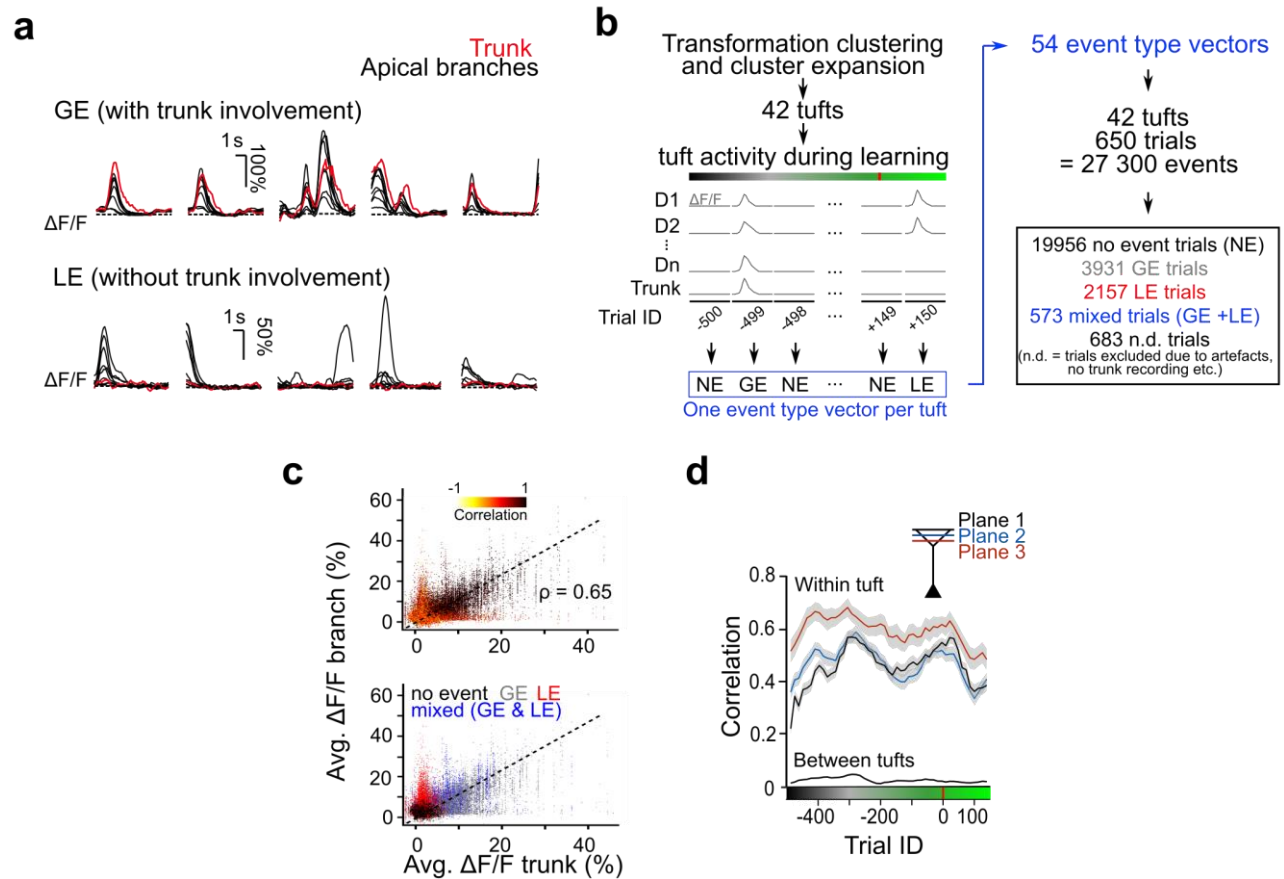 a
Trunk
Apical branches
GE (with trunk involvement)
1s
100%
ΔF/F
LE (without trunk involvement)
1s
50%
ΔF/F
b
Transformation clustering
and cluster expansion
42 tufts
tuft activity during learning
D1
ΔF/F
...
D2
...
Dn
...
Trunk
...
Trial ID
-500
-499
-498
...
+149
+150
NE
GE
NE
...
NE
LE
One event type vector per tuft
54 event type vectors
42 tufts
650 trials
= 27 300 events
19956 no event trials (NE)
3931 GE trials
2157 LE trials
573 mixed trials (GE +LE)
683 n.d. trials
(n.d. = trials excluded due to artefacts,
no trunk recording etc.)
c
-1
1
Correlation
60
40
20
0
ρ = 0.65
0
20
40
Avg. ΔF/F branch (%)
no event GE LE
mixed (GE & LE)
60
40
20
0
0
20
40
Avg. ΔF/F trunk (%)
d
Plane 1
Plane 2
Plane 3
0.8
Within tuft
0.6
0.4
0.2
Between tufts
0
Correlation
-400
-200
0
100
Trial ID